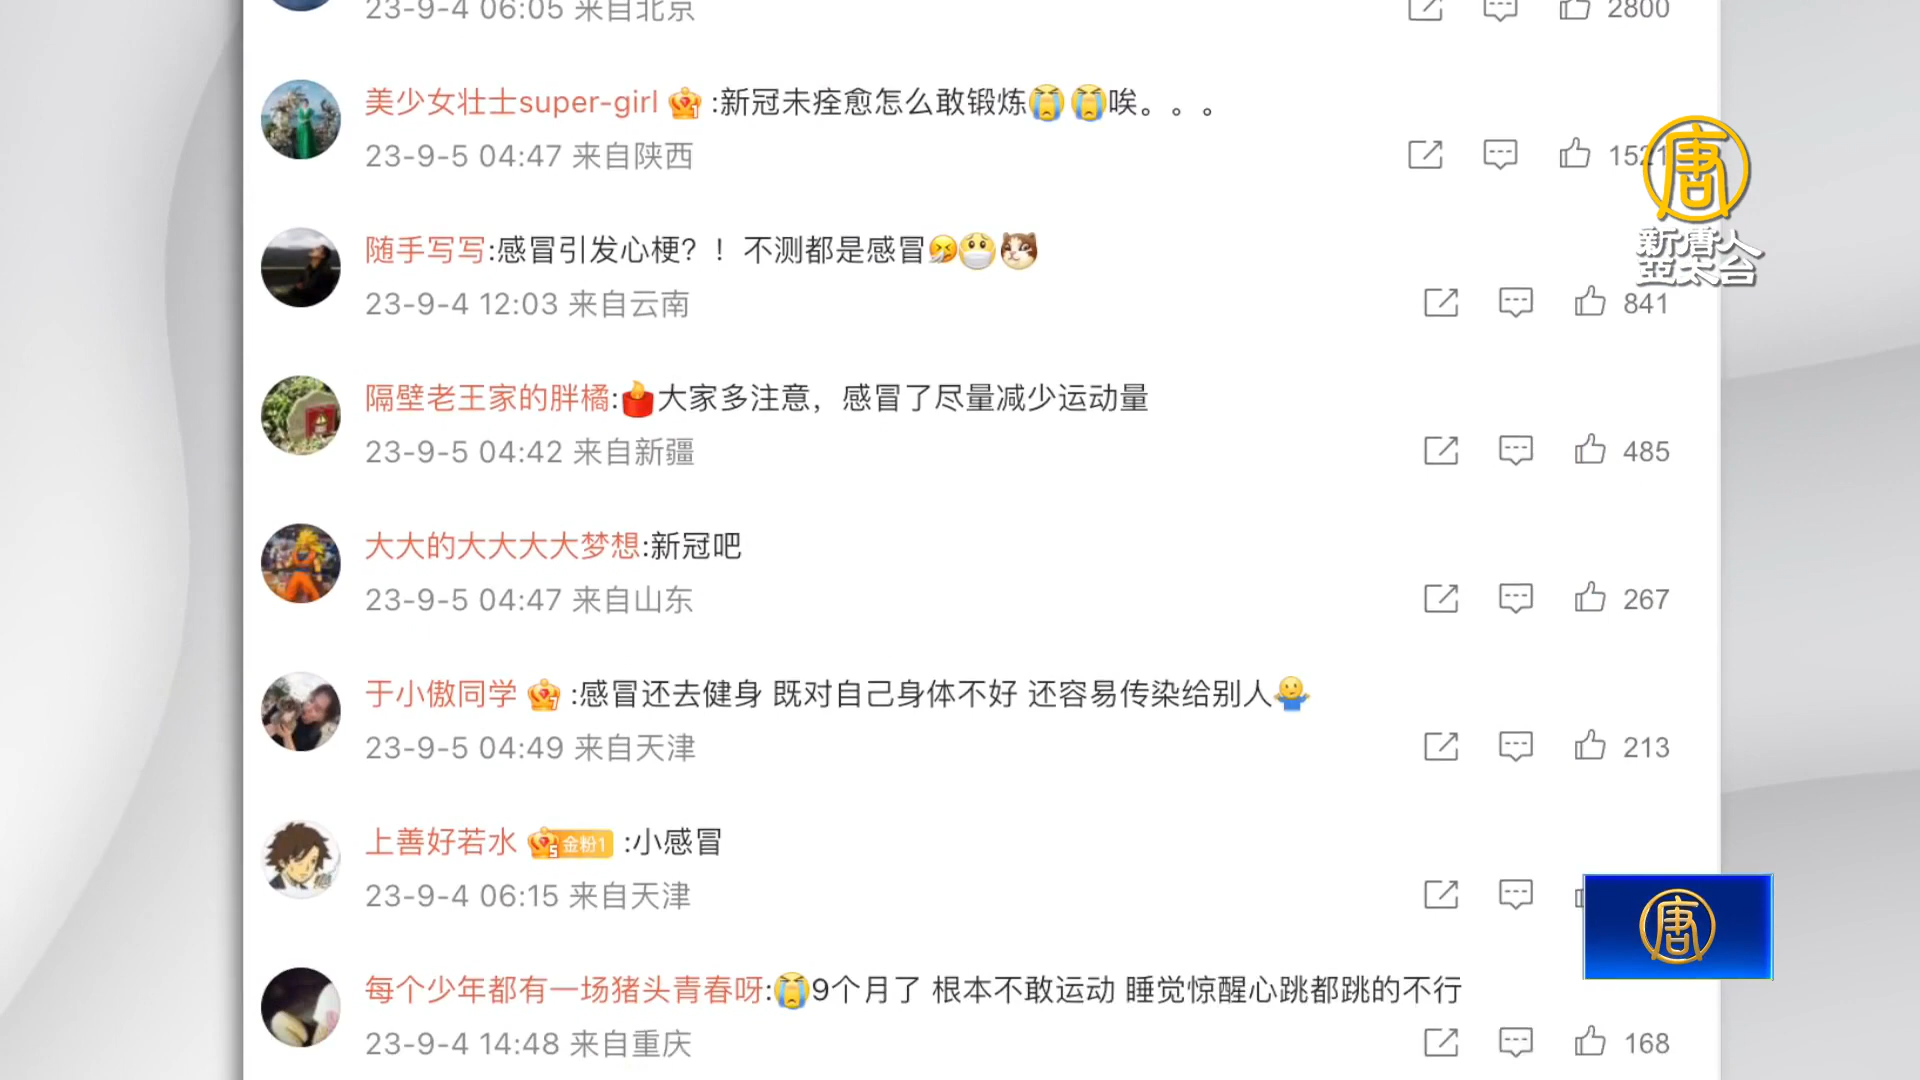 23-9-4 06:05 来自北京
2800
美少女壮士super-girl :新冠未痊愈怎么敢锻炼😭😭唉。。。
23-9-5 04:47 来自陕西
1521
唐
新唐人
亞太台
随手写写:感冒引发心梗？！不测都是感冒
23-9-4 12:03 来自云南
841
隔壁老王家的胖橘:大家多注意，感冒了尽量减少运动量
23-9-5 04:42 来自新疆
485
大大的大大大大梦想:新冠吧
23-9-5 04:47 来自山东
267
于小傲同学 7 :感冒还去健身 既对自己身体不好 还容易传染给别人
23-9-5 04:49 来自天津
213
上善好若水 5 金粉1 :小感冒
23-9-4 06:15 来自天津
唐
每个少年都有一场猪头青春呀:😭9个月了 根本不敢运动 睡觉惊醒心跳都跳的不行
23-9-4 14:48 来自重庆
168